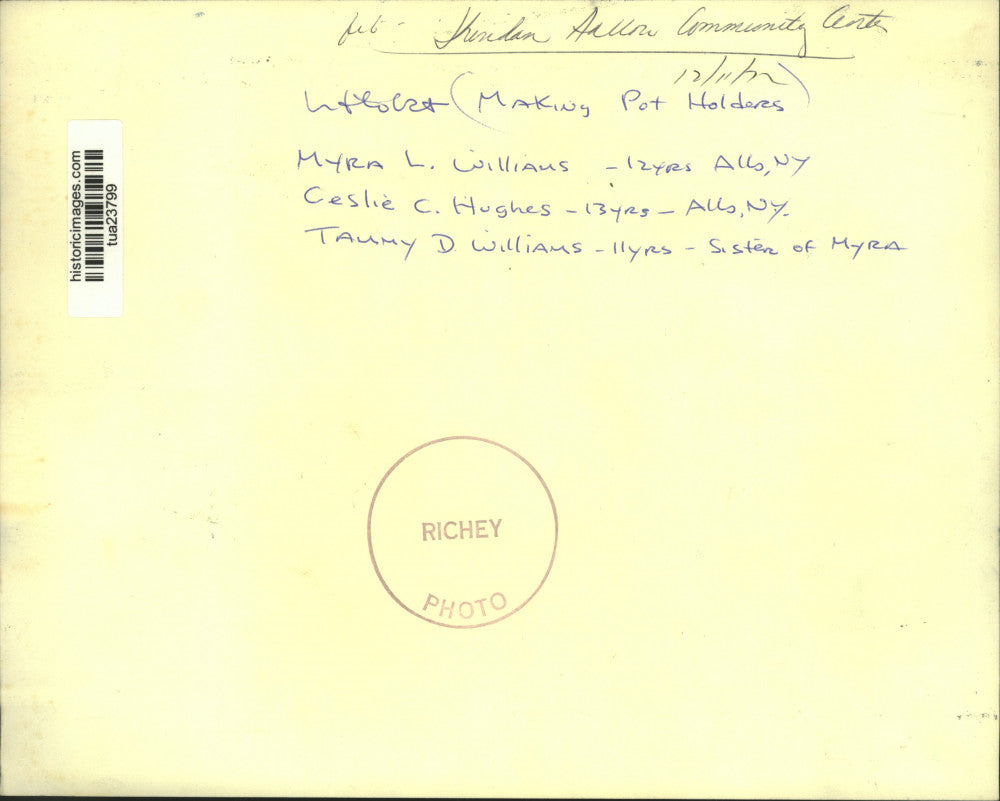 Sheridan Hollow Community Center
12/11/72
L to R (Making Pot Holders)
Myra L. Williams - 12yrs Alb, NY
Leslie C. Hughes - 13yrs - Alb, NY.
Tammy D. Williams - 11yrs - Sister of Myra
historicimages.com
tua23799
RICHEY
PHOTO